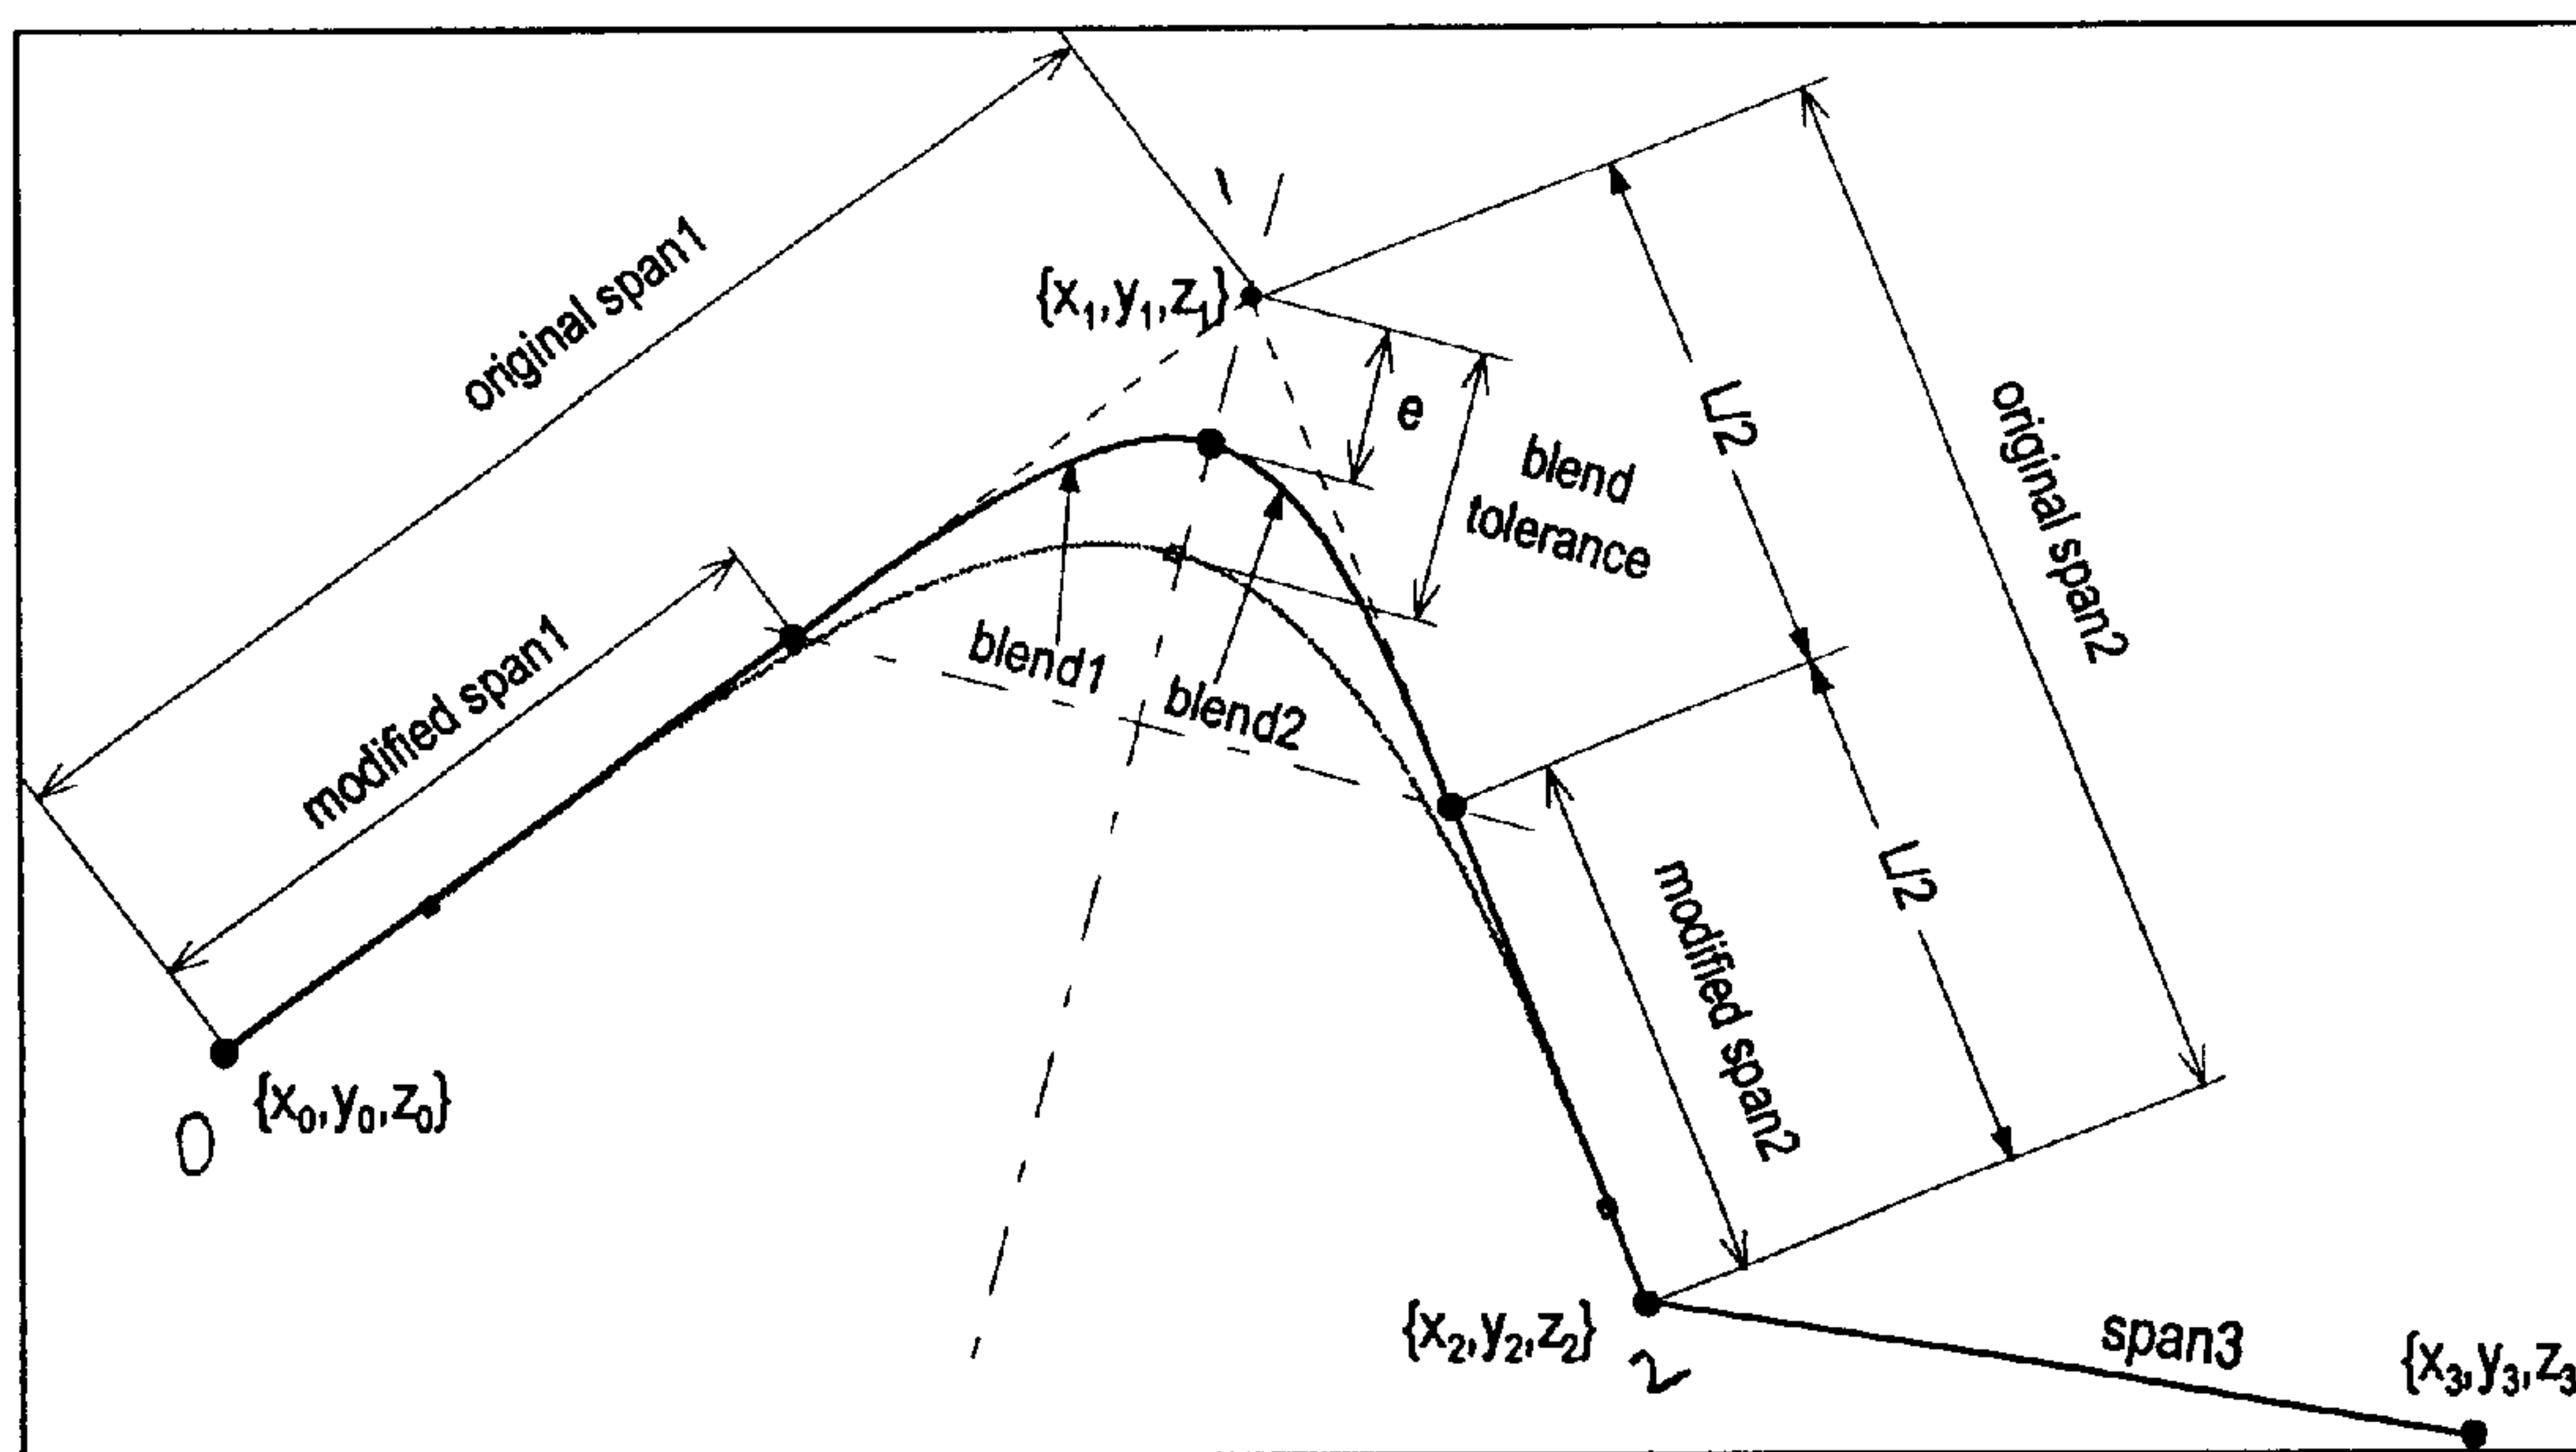 original span1
1
{x₁,y₁,z₁}
e
blend
tolerance
L/2
original span2
modified span1
blend1
blend2
L/2
modified span2
{x₀,y₀,z₀}
0
{x₂,y₂,z₂}
2
span3
{x₃,y₃,z₃